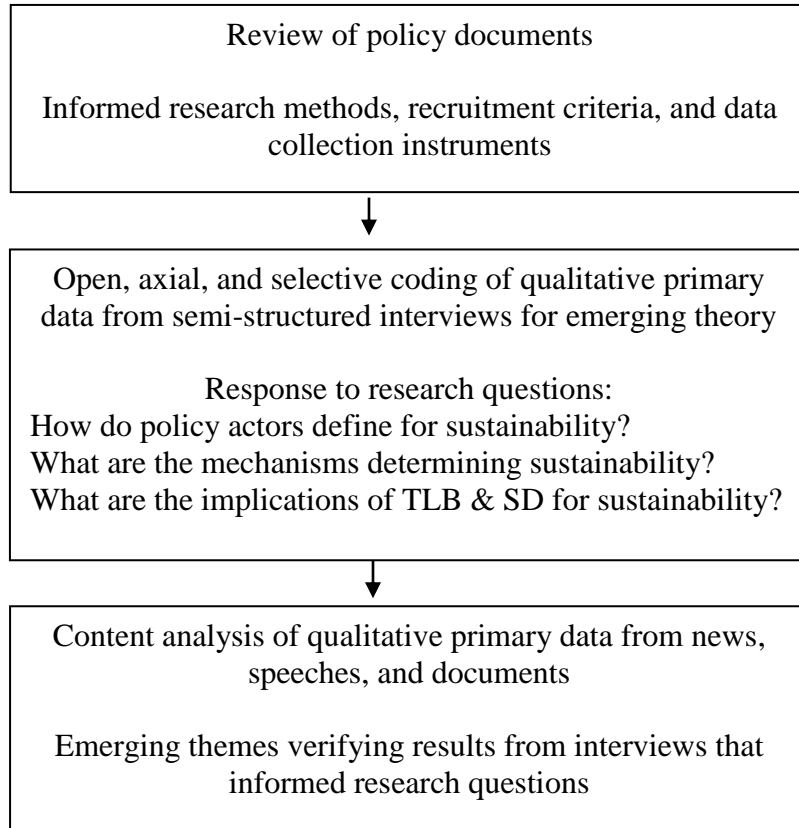 Review of policy documents
Informed research methods, recruitment criteria, and data
collection instruments
Open, axial, and selective coding of qualitative primary
data from semi-structured interviews for emerging theory
Response to research questions:
How do policy actors define for sustainability?
What are the mechanisms determining sustainability?
What are the implications of TLB & SD for sustainability?
Content analysis of qualitative primary data from news,
speeches, and documents
Emerging themes verifying results from interviews that
informed research questions